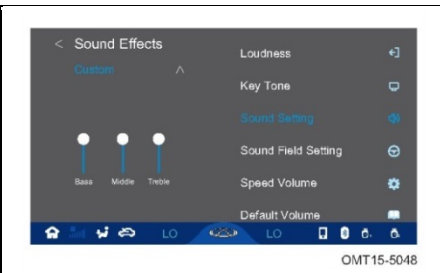 < Sound Effects
Custom
Bass Middle Treble
Loudness
Key Tone
Sound Setting
Sound Field Setting
Speed Volume
Default Volume
LO LO
OMT15-5048